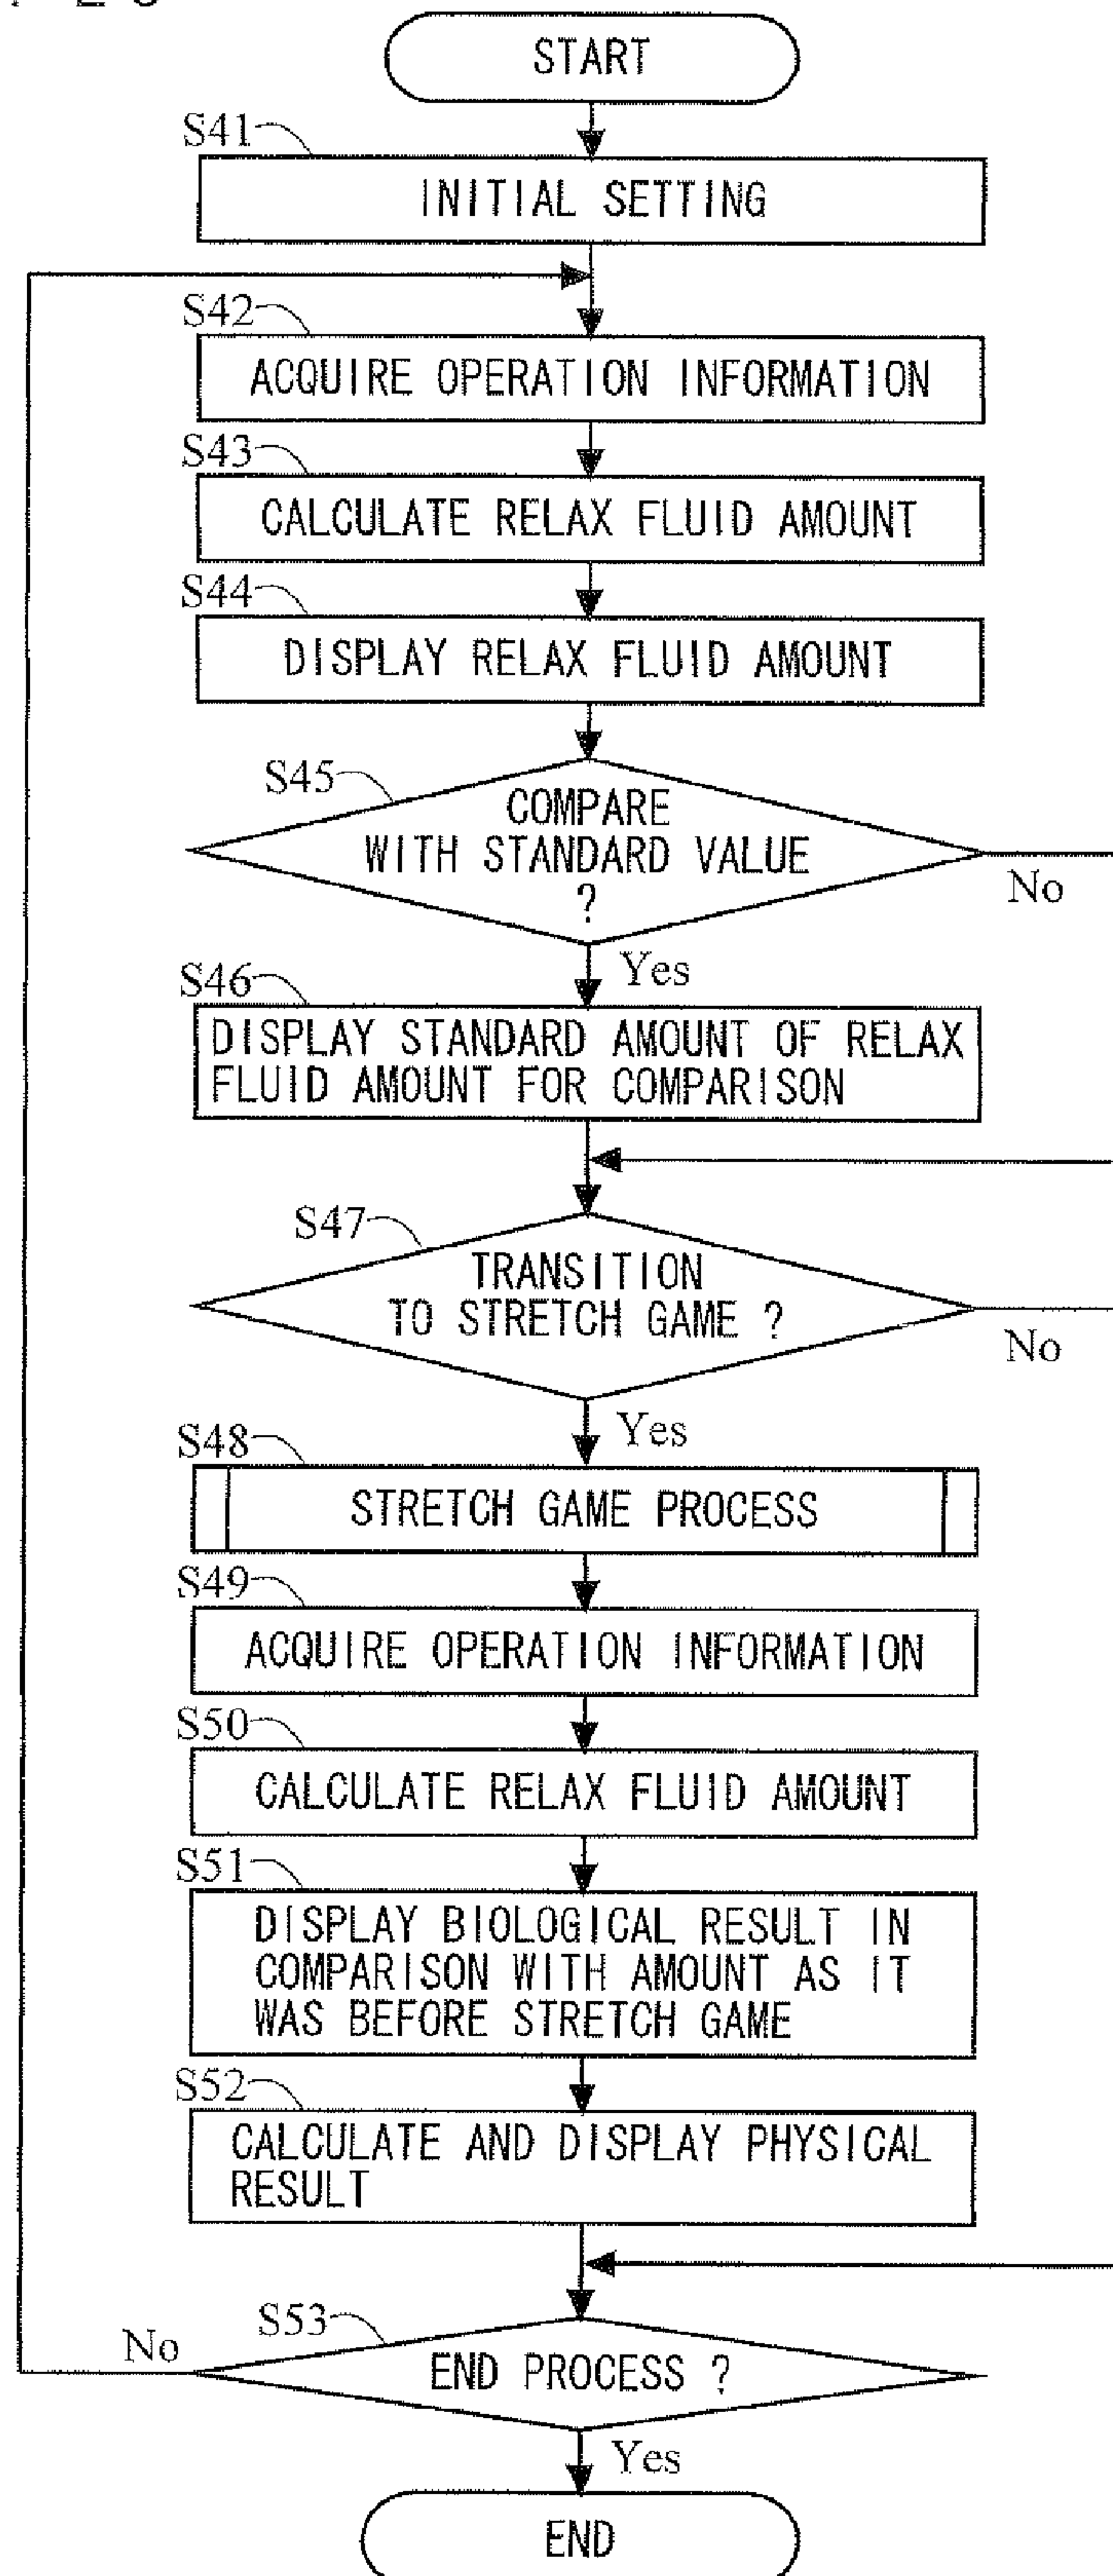 START
S41
INITIAL SETTING
S42
ACQUIRE OPERATION INFORMATION
S43
CALCULATE RELAX FLUID AMOUNT
S44
DISPLAY RELAX FLUID AMOUNT
S45
COMPARE
WITH STANDARD VALUE
?
No
Yes
S46
DISPLAY STANDARD AMOUNT OF RELAX
FLUID AMOUNT FOR COMPARISON
S47
TRANSITION
TO STRETCH GAME ?
No
Yes
S48
STRETCH GAME PROCESS
S49
ACQUIRE OPERATION INFORMATION
S50
CALCULATE RELAX FLUID AMOUNT
S51
DISPLAY BIOLOGICAL RESULT IN
COMPARISON WITH AMOUNT AS IT
WAS BEFORE STRETCH GAME
S52
CALCULATE AND DISPLAY PHYSICAL
RESULT
S53
No
END PROCESS ?
Yes
END